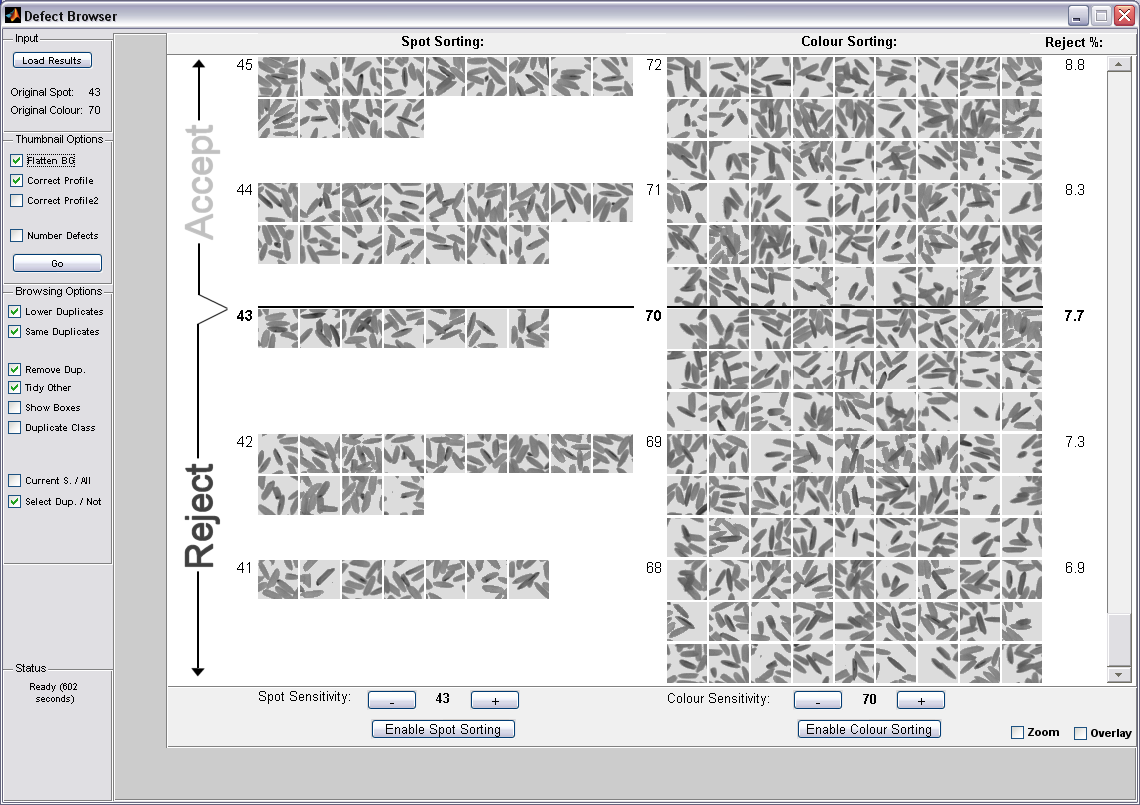 Defect Browser
Input
Load Results
Original Spot: 43
Original Colour: 70
Thumbnail Options
Flatten BG
Correct Profile
Correct Profile2
Number Defects
Go
Browsing Options
Lower Duplicates
Same Duplicates
Remove Dup.
Tidy Other
Show Boxes
Duplicate Class
Current S. / All
Select Dup. / Not
Status
Ready (602
seconds)
Spot Sorting: Colour Sorting: Reject %:
Accept
Reject
45 72 8.8
44 71 8.3
43 70 7.7
42 69 7.3
41 68 6.9
Spot Sensitivity: - 43 + Colour Sensitivity: - 70 +
Enable Spot Sorting Enable Colour Sorting Zoom Overlay